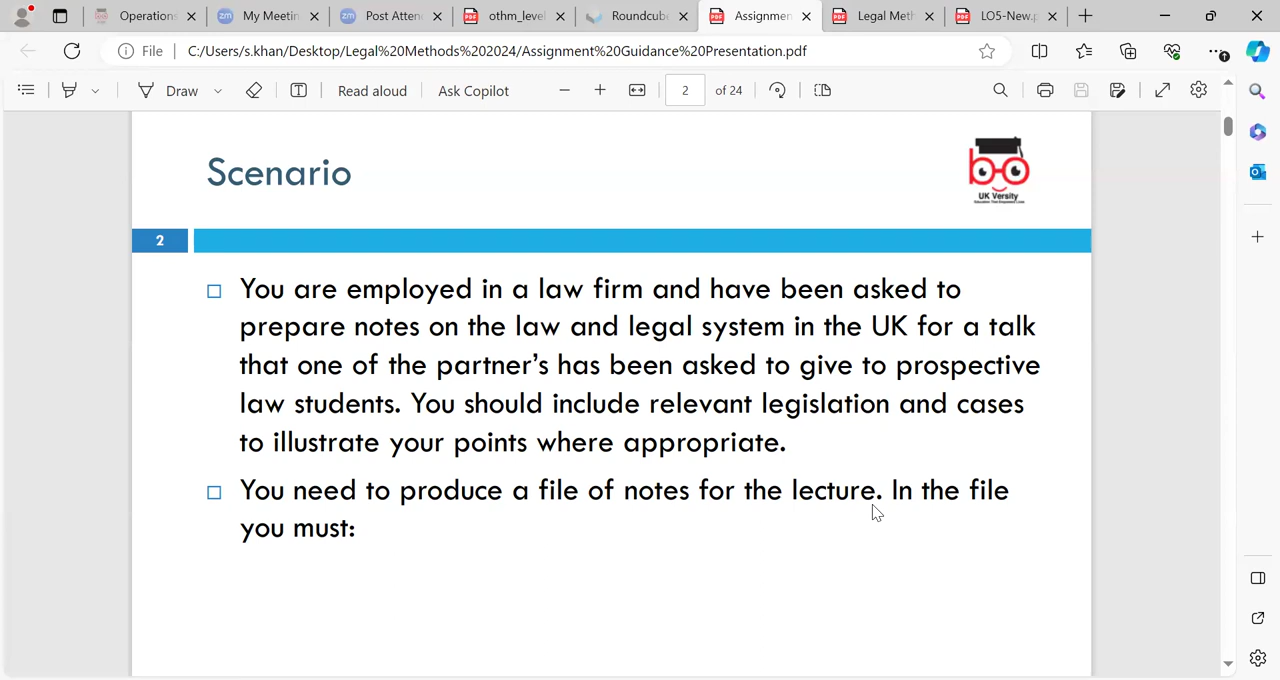 Operations
My Meetin
Post Atten
othm_level
Roundcube
Assignmen
Legal Meth
LO5-New.p
File
C:/Users/s.khan/Desktop/Legal%20Methods%202024/Assignment%20Guidance%20Presentation.pdf
Draw
Read aloud
Ask Copilot
2
of 24
Scenario
UK Versity
2
You are employed in a law firm and have been asked to
prepare notes on the law and legal system in the UK for a talk
that one of the partner's has been asked to give to prospective
law students. You should include relevant legislation and cases
to illustrate your points where appropriate.
You need to produce a file of notes for the lecture. In the file
you must: